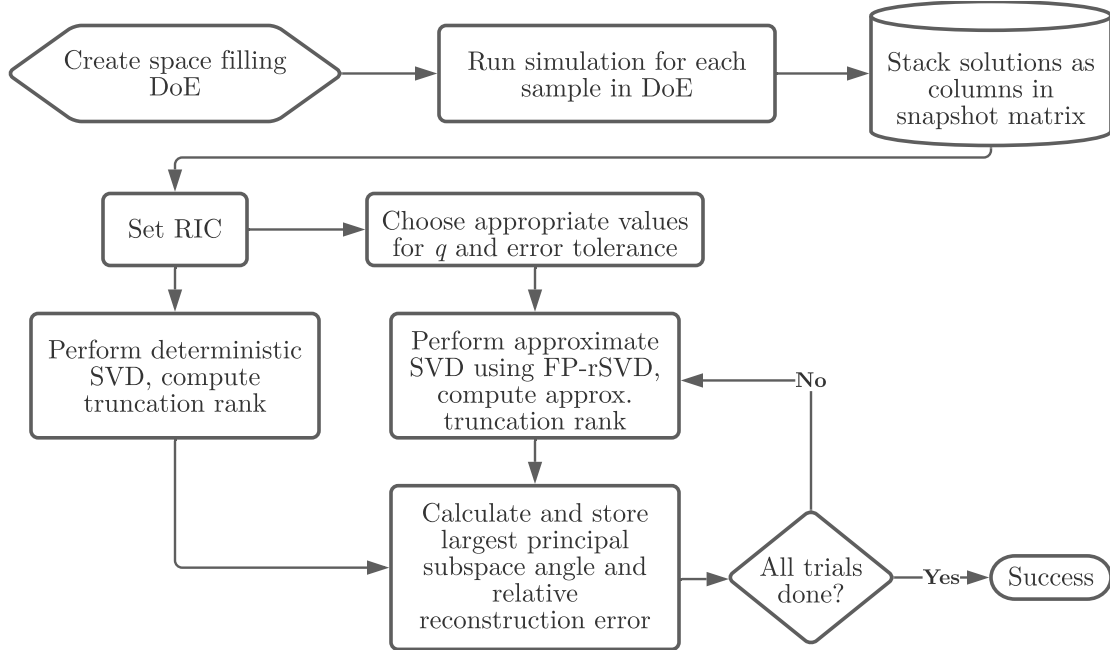 Create space filling
DoE
Run simulation for each
sample in DoE
Stack solutions as
columns in
snapshot matrix
Set RIC
Choose appropriate values
for q and error tolerance
Perform deterministic
SVD, compute
truncation rank
Perform approximate
SVD using FP-rSVD,
compute approx.
truncation rank
No
Calculate and store
largest principal
subspace angle and
relative
reconstruction error
All trials
done?
Yes
Success